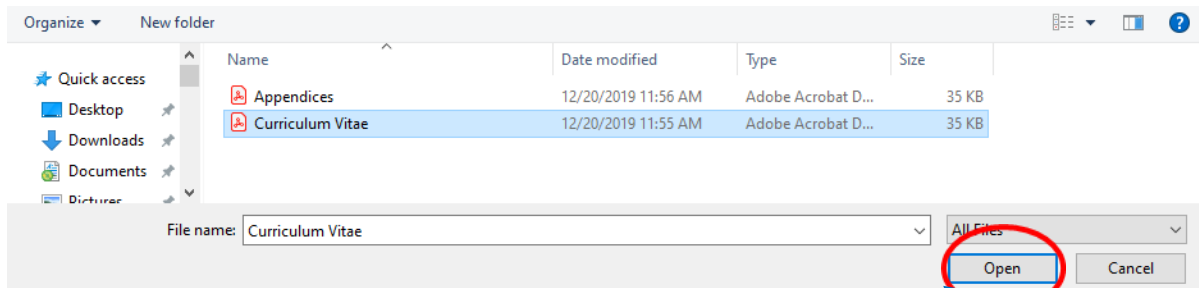 Organize New folder ?
Name Date modified Type Size
Quick access
Appendices 12/20/2019 11:56 AM Adobe Acrobat D... 35 KB
Desktop
Curriculum Vitae 12/20/2019 11:55 AM Adobe Acrobat D... 35 KB
Downloads
Documents
Pictures
File name: Curriculum Vitae All Files
Open Cancel